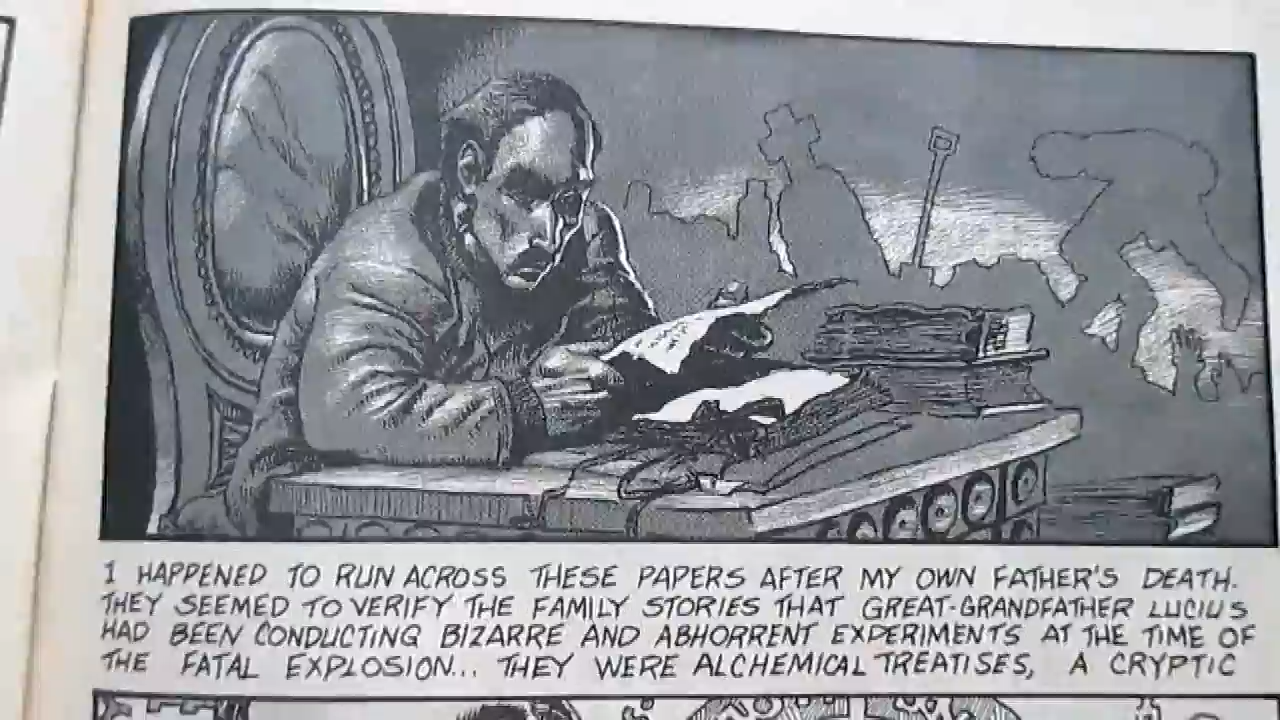 I HAPPENED TO RUN ACROSS THESE PAPERS AFTER MY OWN FATHER'S DEATH.
THEY SEEMED TO VERIFY THE FAMILY STORIES THAT GREAT-GRANDFATHER LUCIUS
HAD BEEN CONDUCTING BIZARRE AND ABHORRENT EXPERIMENTS AT THE TIME OF
THE FATAL EXPLOSION... THEY WERE ALCHEMICAL TREATISES, A CRYPTIC